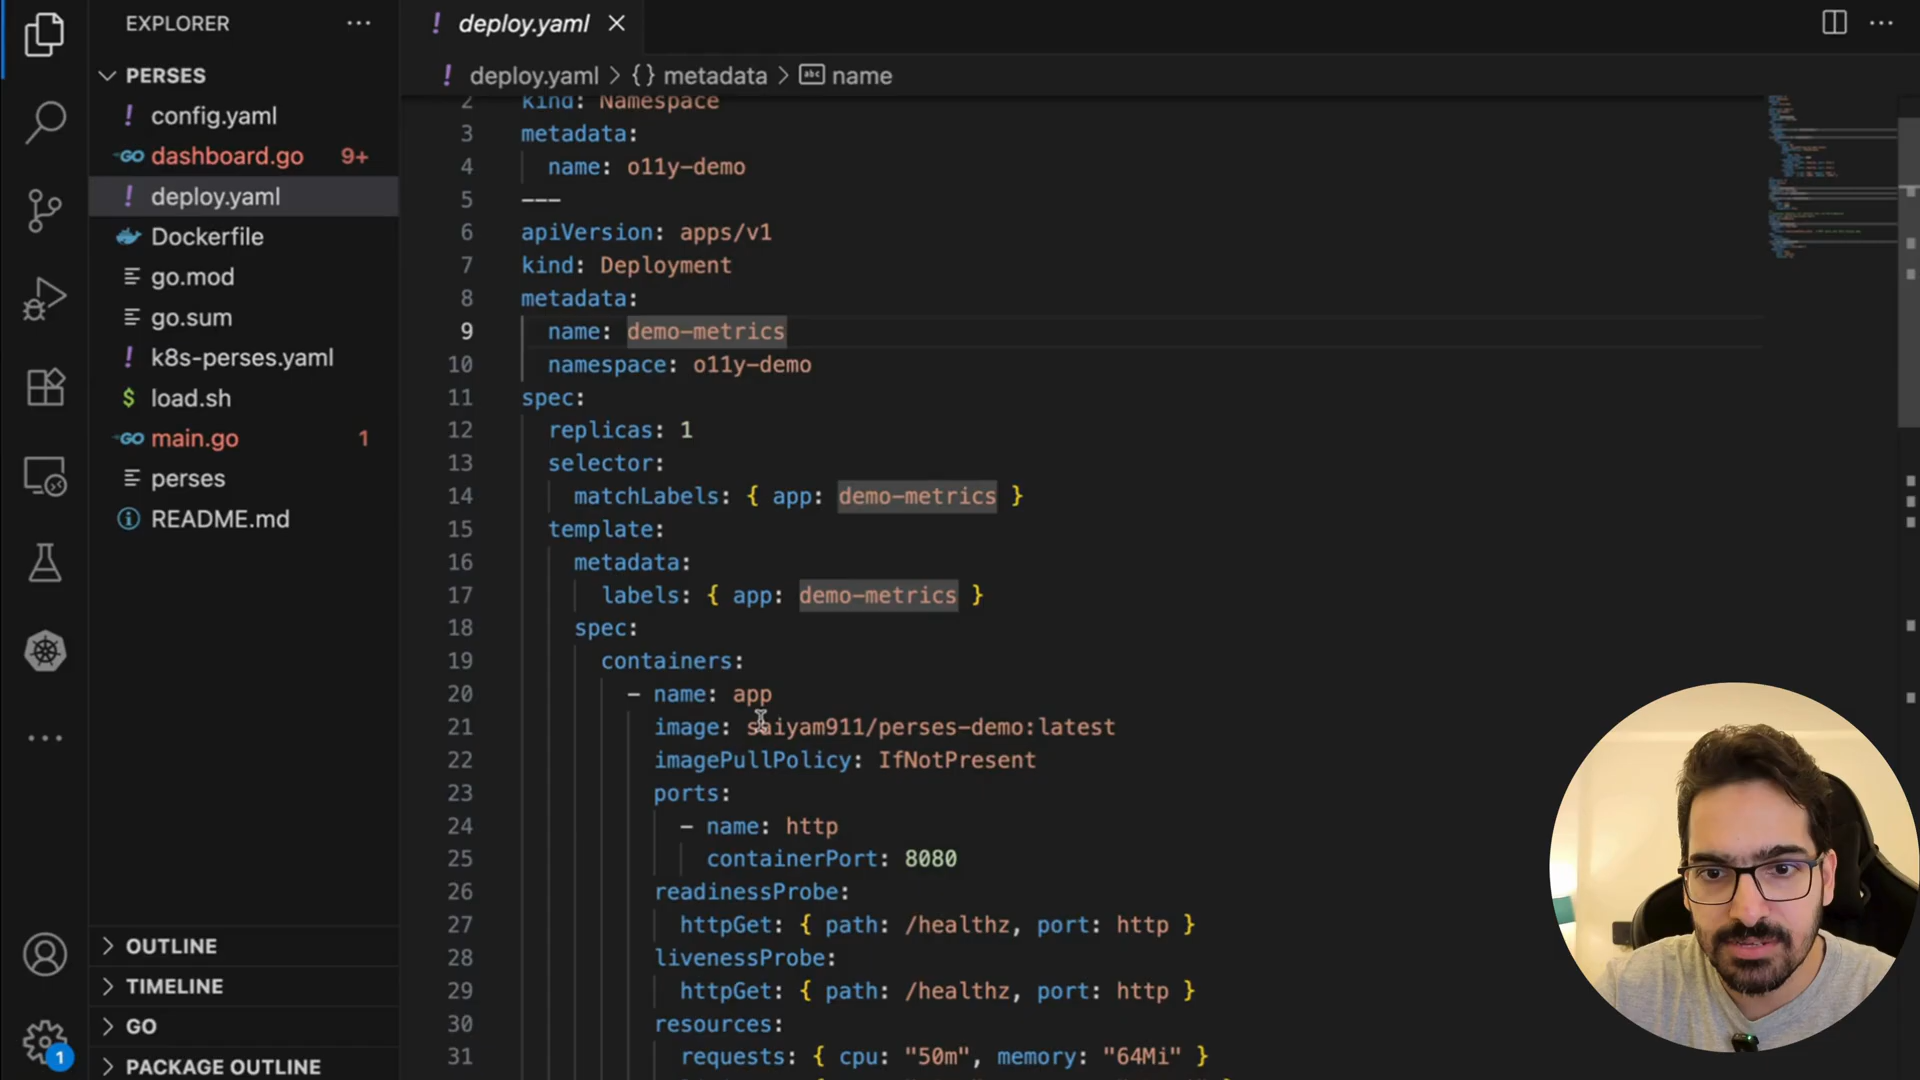 EXPLORER
PERSES
config.yaml
dashboard.go 9+
deploy.yaml
Dockerfile
go.mod
go.sum
k8s-perses.yaml
load.sh
main.go 1
perses
README.md
OUTLINE
TIMELINE
GO
PACKAGE OUTLINE
1
deploy.yaml
deploy.yaml > {} metadata > abc name
2 kind: Namespace
3 metadata:
4 name: o11y-demo
5 ---
6 apiVersion: apps/v1
7 kind: Deployment
8 metadata:
9 name: demo-metrics
10 namespace: o11y-demo
11 spec:
12 replicas: 1
13 selector:
14 matchLabels: { app: demo-metrics }
15 template:
16 metadata:
17 labels: { app: demo-metrics }
18 spec:
19 containers:
20 - name: app
21 image: saiyam911/perses-demo:latest
22 imagePullPolicy: IfNotPresent
23 ports:
24 - name: http
25 containerPort: 8080
26 readinessProbe:
27 httpGet: { path: /healthz, port: http }
28 livenessProbe:
29 httpGet: { path: /healthz, port: http }
30 resources:
31 requests: { cpu: "50m", memory: "64Mi" }